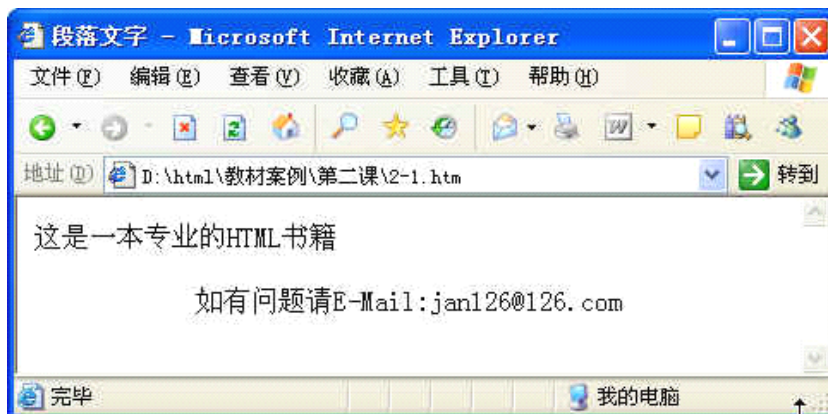 段落文字 - Microsoft Internet Explorer
文件(F) 编辑(E) 查看(V) 收藏(A) 工具(T) 帮助(H)
W
地址(D) D:\html\教材案例\第二课\2-1.htm 转到
这是一本专业的HTML书籍
如有问题请E-Mail:jan126@126.com
完毕 我的电脑